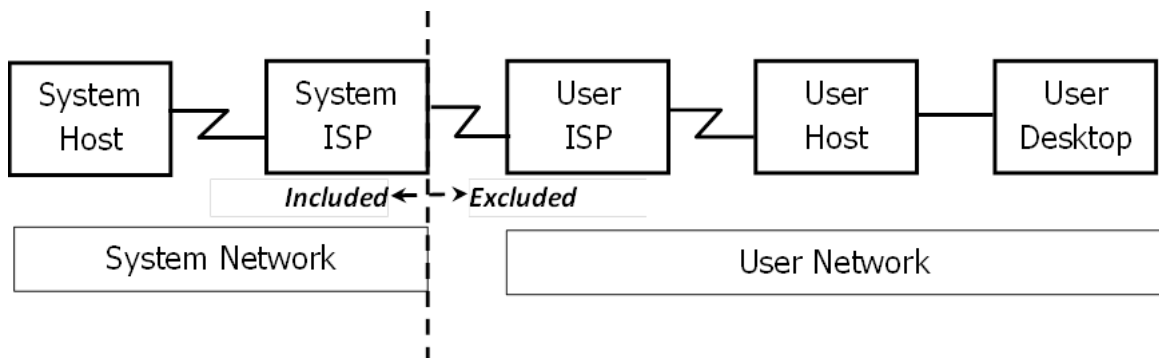 System
Host
System
ISP
User
ISP
User
Host
User
Desktop
Included
Excluded
System Network
User Network